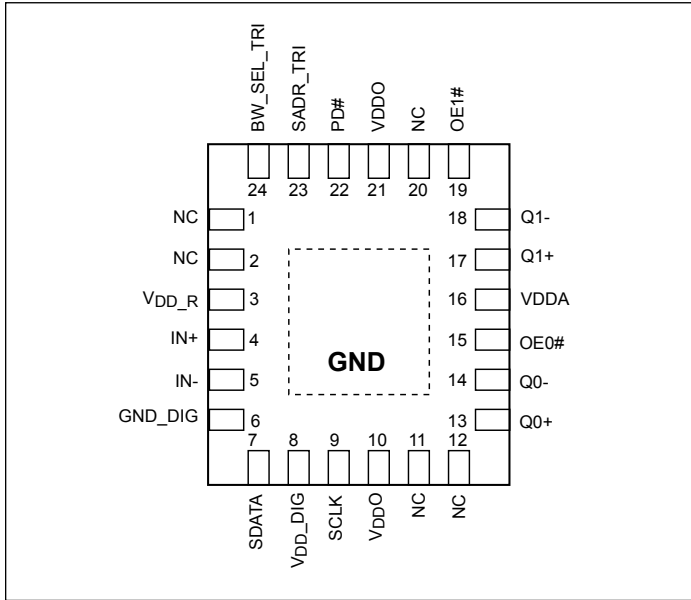 BW_SEL_TRI
SADR_TRI
PD#
VDDO
NC
OE1#
24
23
22
21
20
19
NC 1
NC 2
VDD_R 3
IN+ 4
IN- 5
GND_DIG 6
18 Q1-
17 Q1+
16 VDDA
15 OE0#
14 Q0-
13 Q0+
GND
7
8
9
10
11
12
SDATA
VDD_DIG
SCLK
VDDO
NC
NC